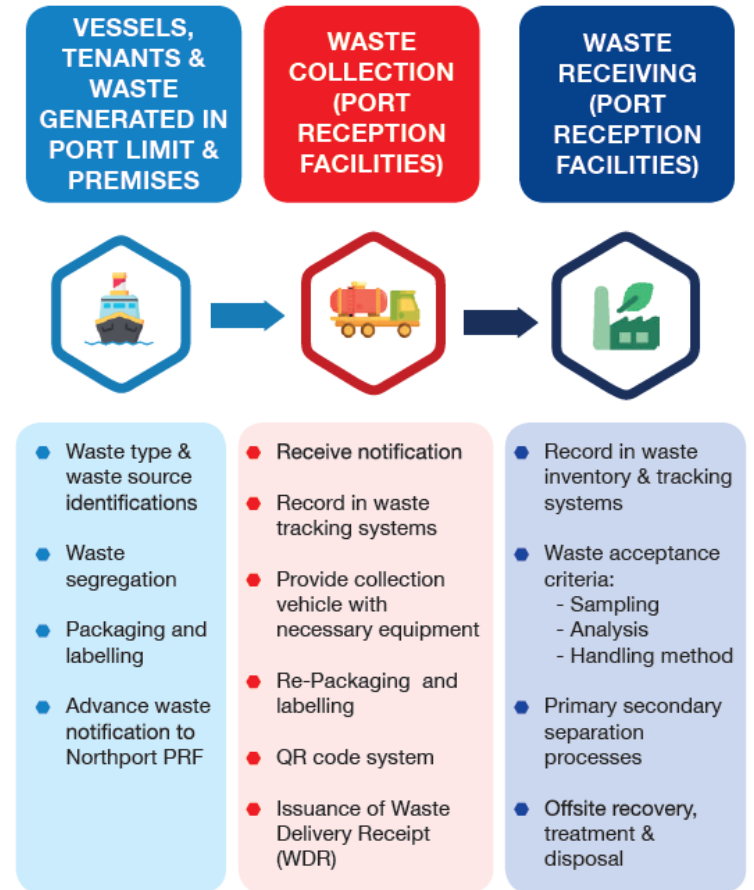 VESSELS,
TENANTS &
WASTE
GENERATED IN
PORT LIMIT &
PREMISES
WASTE
COLLECTION
(PORT
RECEPTION
FACILITIES)
WASTE
RECEIVING
(PORT
RECEPTION
FACILITIES)
Waste type &
waste source
identifications
Waste
segregation
Packaging and
labelling
Advance waste
notification to
Northport PRF
Receive notification
Record in waste
tracking systems
Provide collection
vehicle with
necessary equipment
Re-Packaging and
labelling
QR code system
Issuance of Waste
Delivery Receipt
(WDR)
Record in waste
inventory & tracking
systems
Waste acceptance
criteria:
- Sampling
- Analysis
- Handling method
Primary secondary
separation
processes
Offsite recovery,
treatment &
disposal